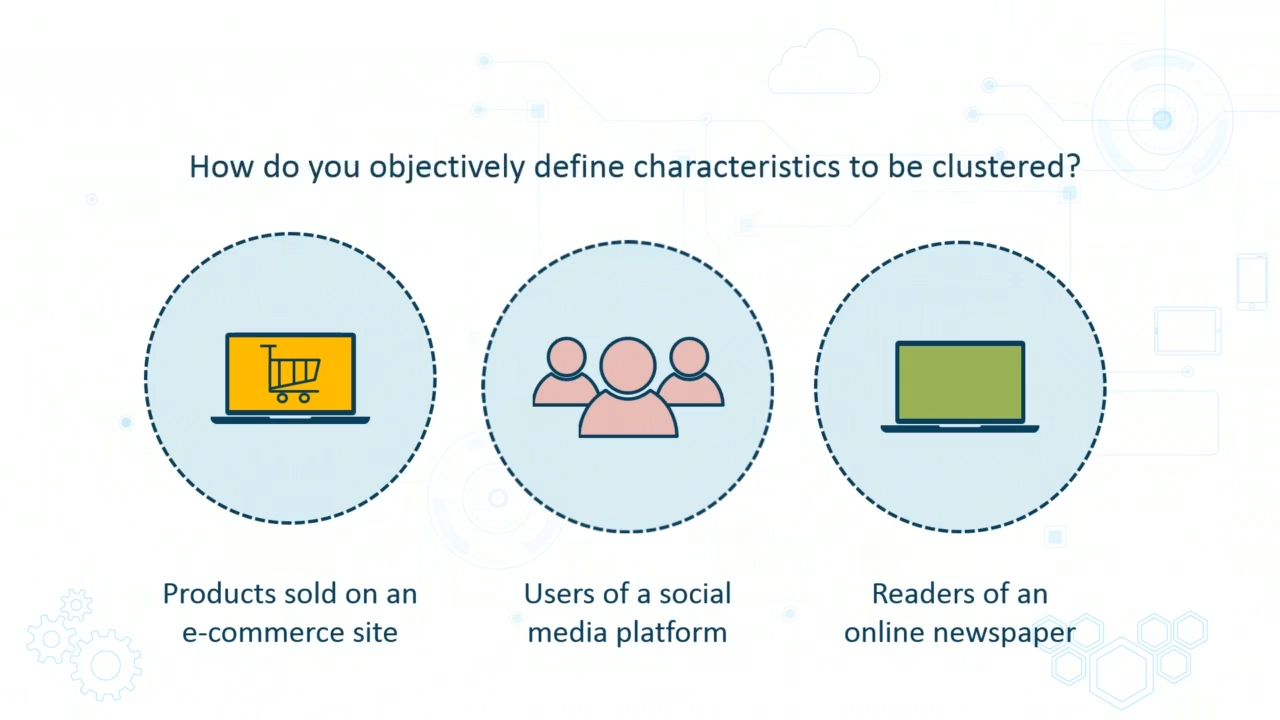 How do you objectively define characteristics to be clustered?
Products sold on an
e-commerce site
Users of a social
media platform
Readers of an
online newspaper